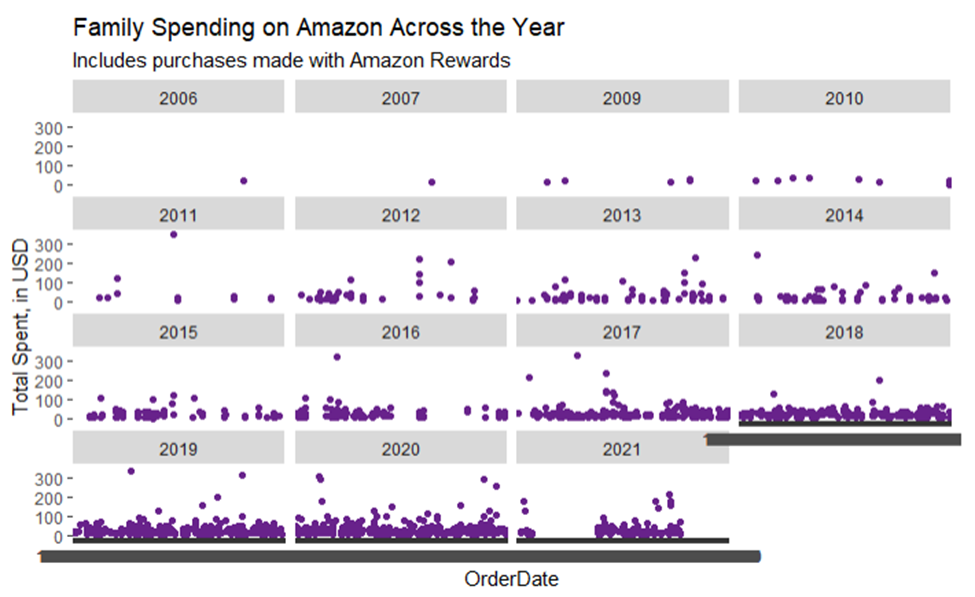 Family Spending on Amazon Across the Year
Includes purchases made with Amazon Rewards
2006 2007 2009 2010
300
200
100
0
2011 2012 2013 2014
300
200
100
0
2015 2016 2017 2018
300
200
100
0
2019 2020 2021
300
200
100
0
Total Spent, in USD
OrderDate